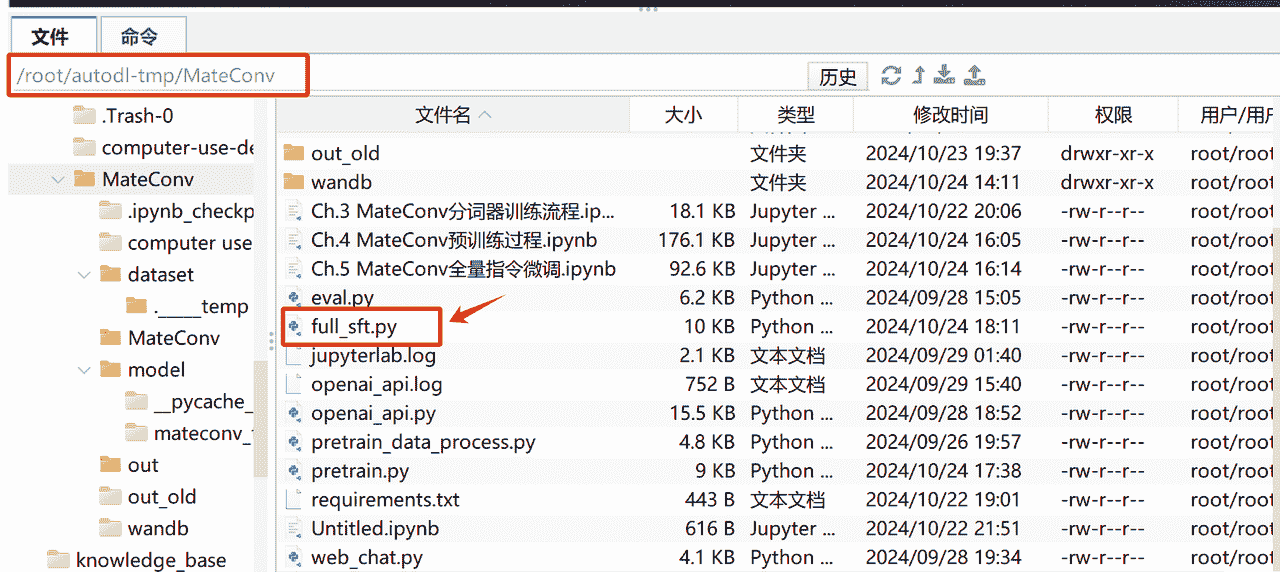 文件 命令
/root/autodl-tmp/MateConv 历史
.Trash-0
computer-use-de
MateConv
.ipynb_checkp
computer use
dataset
._____temp
MateConv
model
__pycache_
mateconv_
out
out_old
wandb
knowledge_base
文件名 大小 类型 修改时间 权限 用户/用户
out_old 文件夹 2024/10/23 19:37 drwxr-xr-x root/root
wandb 文件夹 2024/10/24 14:11 drwxr-xr-x root/root
Ch.3 MateConv分词器训练流程.ip... 18.1 KB Jupyter ... 2024/10/22 20:06 -rw-r--r-- root/root
Ch.4 MateConv预训练过程.ipynb 176.1 KB Jupyter ... 2024/10/24 16:05 -rw-r--r-- root/root
Ch.5 MateConv全量指令微调.ipynb 92.6 KB Jupyter ... 2024/10/24 16:14 -rw-r--r-- root/root
eval.py 6.2 KB Python ... 2024/09/28 15:05 -rw-r--r-- root/root
full_sft.py 10 KB Python ... 2024/10/24 18:11 -rw-r--r-- root/root
jupyterlab.log 2.1 KB 文本文档 2024/09/29 01:40 -rw-r--r-- root/root
openai_api.log 752 B 文本文档 2024/09/29 15:40 -rw-r--r-- root/root
openai_api.py 15.5 KB Python ... 2024/09/28 18:52 -rw-r--r-- root/root
pretrain_data_process.py 4.8 KB Python ... 2024/09/26 19:57 -rw-r--r-- root/root
pretrain.py 9 KB Python ... 2024/10/24 17:38 -rw-r--r-- root/root
requirements.txt 443 B 文本文档 2024/10/22 19:01 -rw-r--r-- root/root
Untitled.ipynb 616 B Jupyter ... 2024/10/22 21:51 -rw-r--r-- root/root
web_chat.py 4.1 KB Python ... 2024/09/28 19:34 -rw-r--r-- root/root